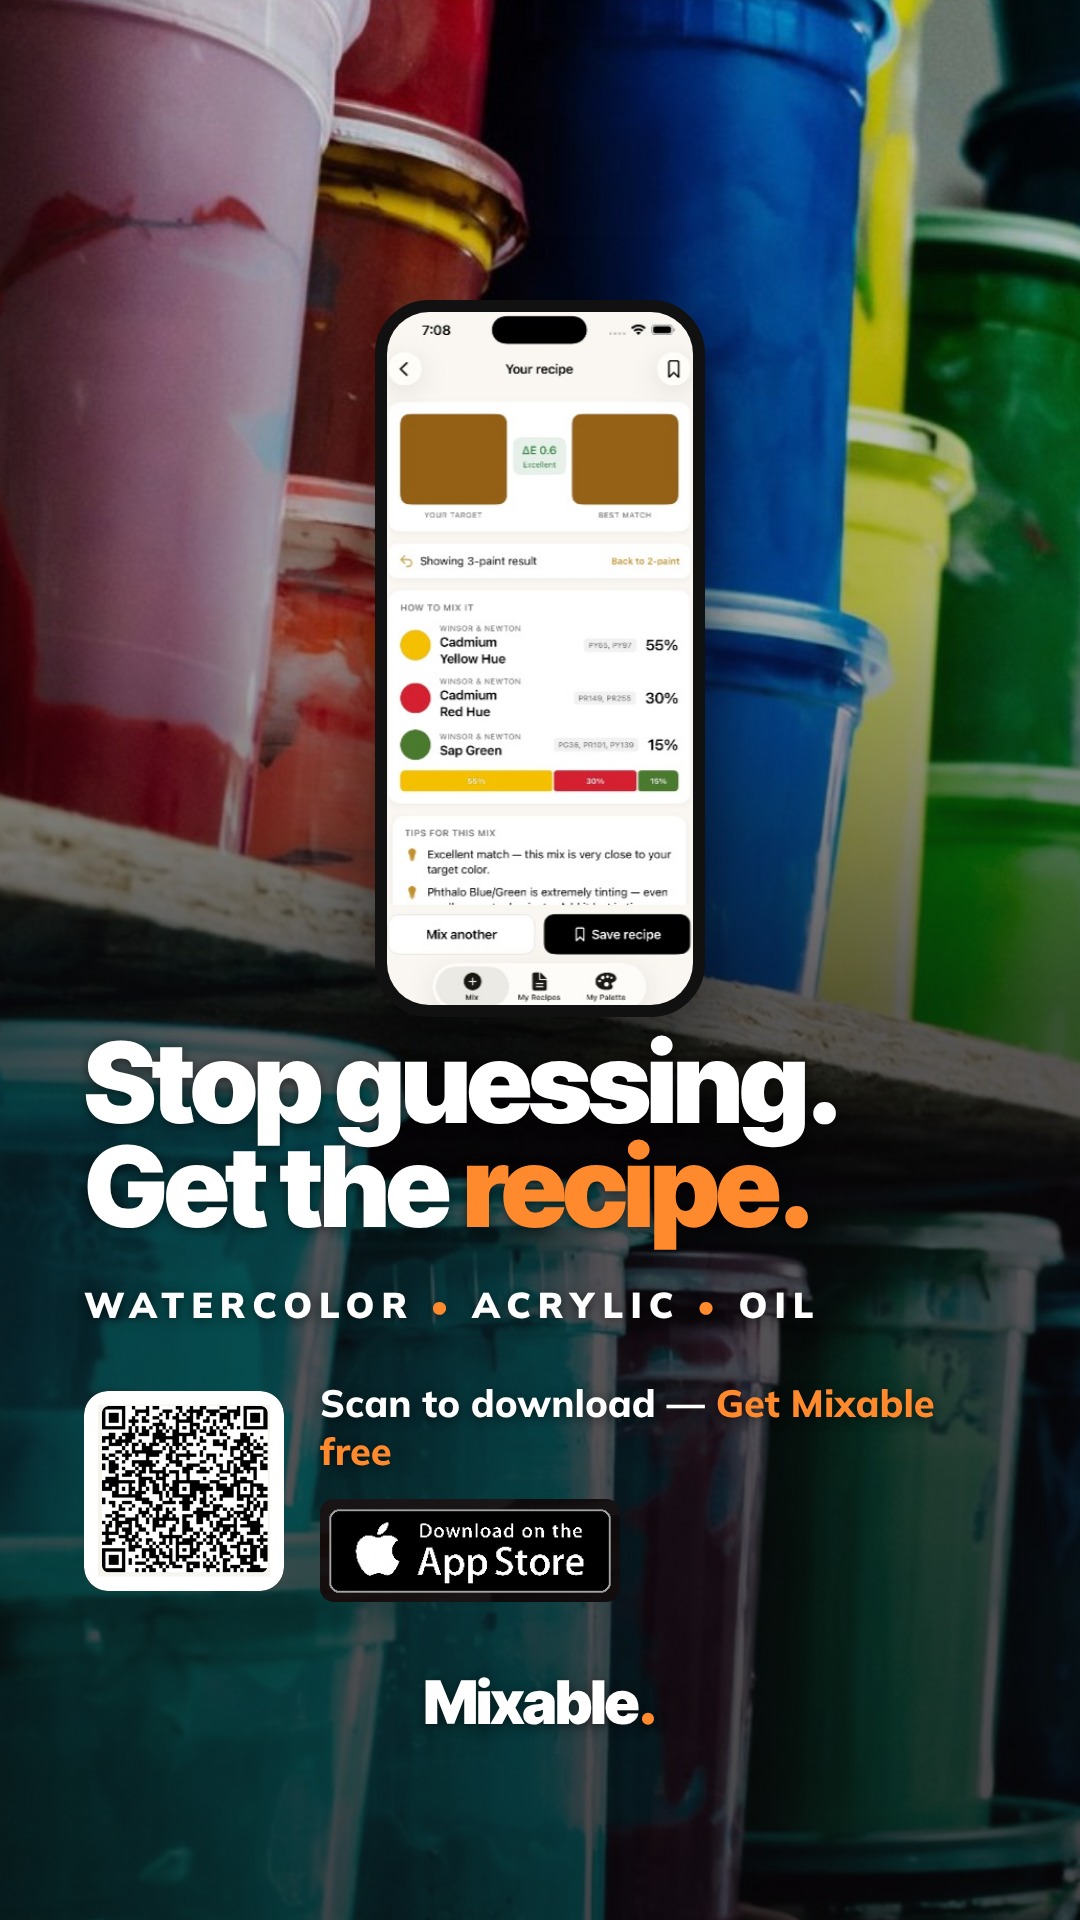 7:08
Your recipe
ΔE 0.6
Excellent
YOUR TARGET
BEST MATCH
Showing 3-paint result
Back to 2-paint
HOW TO MIX IT
WINSOR & NEWTON
Cadmium
Yellow Hue
PY65, PY97
55%
WINSOR & NEWTON
Cadmium
Red Hue
PR149, PR255
30%
WINSOR & NEWTON
Sap Green
PG36, PR101, PY139
15%
55%
30%
15%
TIPS FOR THIS MIX
Excellent match — this mix is very close to your
target color.
Phthalo Blue/Green is extremely tinting — even
Mix another
Save recipe
Mix
My Recipes
My Palette
Stop guessing.
Get the recipe.
WATERCOLOR • ACRYLIC • OIL
Scan to download — Get Mixable
free
Download on the
App Store
Mixable.